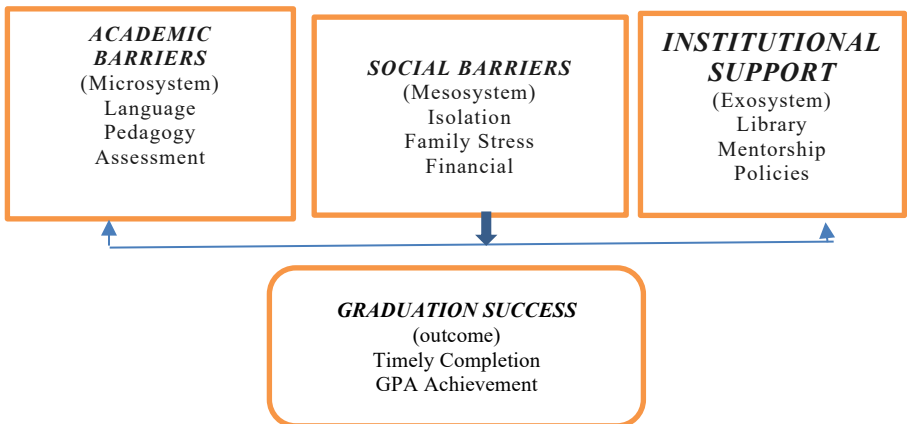 ACADEMIC
BARRIERS
(Microsystem)
Language
Pedagogy
Assessment
SOCIAL BARRIERS
(Mesosystem)
Isolation
Family Stress
Financial
INSTITUTIONAL
SUPPORT
(Exosystem)
Library
Mentorship
Policies
GRADUATION SUCCESS
(outcome)
Timely Completion
GPA Achievement